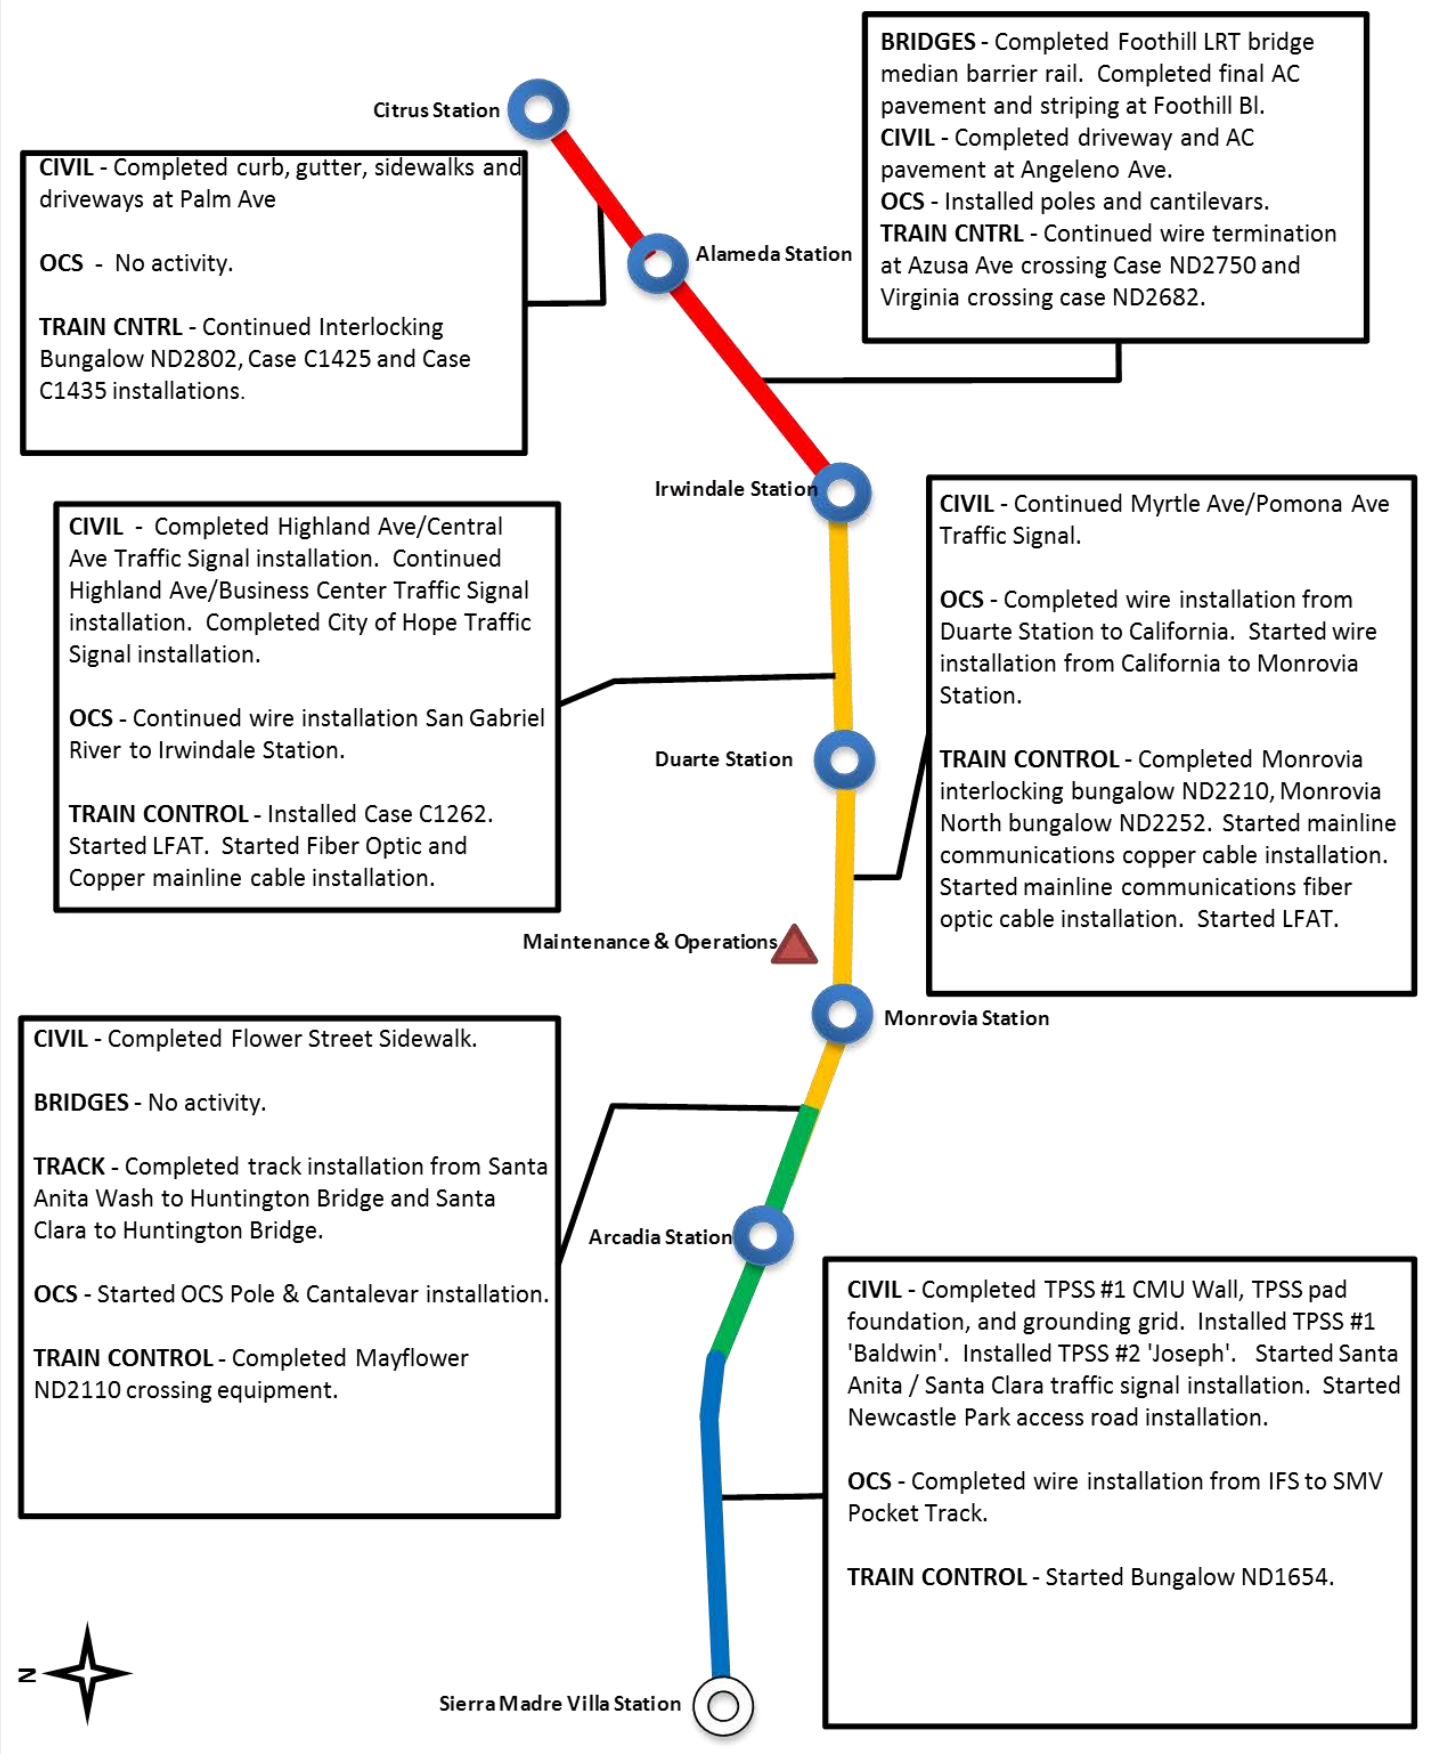 Citrus Station
BRIDGES - Completed Foothill LRT bridge
median barrier rail. Completed final AC
pavement and striping at Foothill Bl.
CIVIL - Completed driveway and AC
pavement at Angeleno Ave.
OCS - Installed poles and cantilevars.
TRAIN CNTRL - Continued wire termination
at Azusa Ave crossing Case ND2750 and
Virginia crossing case ND2682.
CIVIL - Completed curb, gutter, sidewalks and
driveways at Palm Ave
OCS - No activity.
TRAIN CNTRL - Continued Interlocking
Bungalow ND2802, Case C1425 and Case
C1435 installations.
Alameda Station
Irwindale Station
CIVIL - Completed Highland Ave/Central
Ave Traffic Signal installation. Continued
Highland Ave/Business Center Traffic Signal
installation. Completed City of Hope Traffic
Signal installation.
OCS - Continued wire installation San Gabriel
River to Irwindale Station.
TRAIN CONTROL - Installed Case C1262.
Started LFAT. Started Fiber Optic and
Copper mainline cable installation.
CIVIL - Continued Myrtle Ave/Pomona Ave
Traffic Signal.
OCS - Completed wire installation from
Duarte Station to California. Started wire
installation from California to Monrovia
Station.
TRAIN CONTROL - Completed Monrovia
interlocking bungalow ND2210, Monrovia
North bungalow ND2252. Started mainline
communications copper cable installation.
Started mainline communications fiber
optic cable installation. Started LFAT.
Duarte Station
Maintenance & Operations
Monrovia Station
CIVIL - Completed Flower Street Sidewalk.
BRIDGES - No activity.
TRACK - Completed track installation from Santa
Anita Wash to Huntington Bridge and Santa
Clara to Huntington Bridge.
OCS - Started OCS Pole & Cantalevar installation.
TRAIN CONTROL - Completed Mayflower
ND2110 crossing equipment.
Arcadia Station
CIVIL - Completed TPSS #1 CMU Wall, TPSS pad
foundation, and grounding grid. Installed TPSS #1
'Baldwin'. Installed TPSS #2 'Joseph'. Started Santa
Anita / Santa Clara traffic signal installation. Started
Newcastle Park access road installation.
OCS - Completed wire installation from IFS to SMV
Pocket Track.
TRAIN CONTROL - Started Bungalow ND1654.
N
Sierra Madre Villa Station